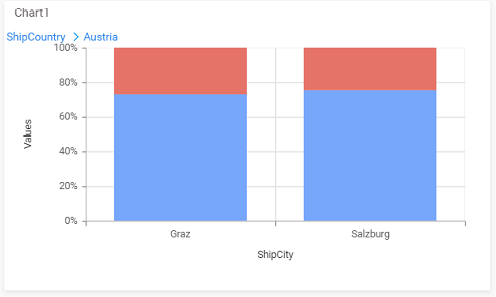 Chart1
ShipCountry > Austria
100%
80%
60%
40%
20%
0%
Values
Graz
Salzburg
ShipCity